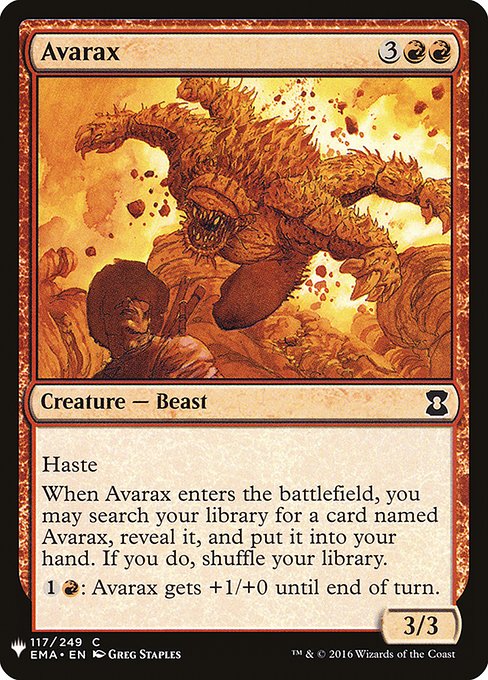 Avarax 3
Creature — Beast
Haste
When Avarax enters the battlefield, you
may search your library for a card named
Avarax, reveal it, and put it into your
hand. If you do, shuffle your library.
1 : Avarax gets +1/+0 until end of turn.
3/3
117/249 C
EMA • EN Greg Staples
™ & © 2016 Wizards of the Coast